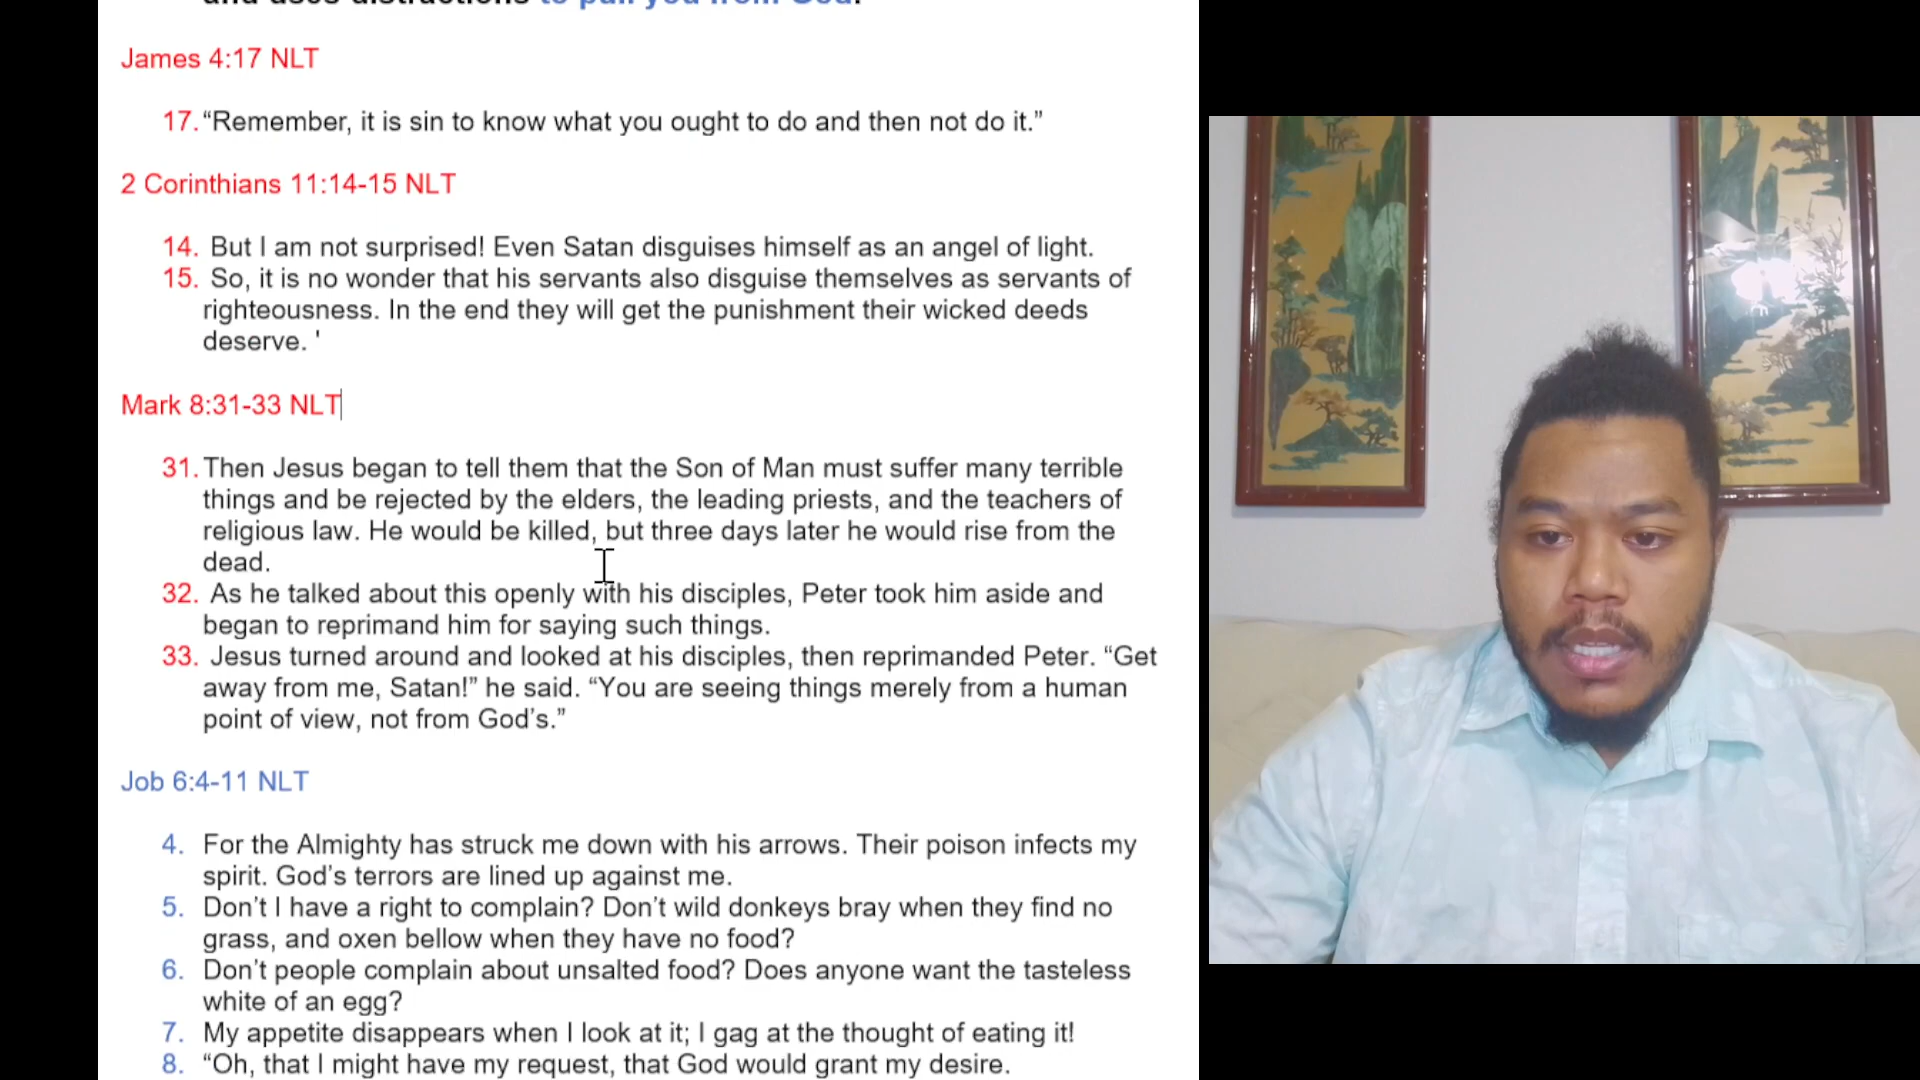 and uses distractions to pull you from God.
James 4:17 NLT
17. “Remember, it is sin to know what you ought to do and then not do it.”
2 Corinthians 11:14-15 NLT
14. But I am not surprised! Even Satan disguises himself as an angel of light.
15. So, it is no wonder that his servants also disguise themselves as servants of
righteousness. In the end they will get the punishment their wicked deeds
deserve. '
Mark 8:31-33 NLT
31. Then Jesus began to tell them that the Son of Man must suffer many terrible
things and be rejected by the elders, the leading priests, and the teachers of
religious law. He would be killed, but three days later he would rise from the
dead.
32. As he talked about this openly with his disciples, Peter took him aside and
began to reprimand him for saying such things.
33. Jesus turned around and looked at his disciples, then reprimanded Peter. “Get
away from me, Satan!” he said. “You are seeing things merely from a human
point of view, not from God’s.”
Job 6:4-11 NLT
4. For the Almighty has struck me down with his arrows. Their poison infects my
spirit. God’s terrors are lined up against me.
5. Don’t I have a right to complain? Don’t wild donkeys bray when they find no
grass, and oxen bellow when they have no food?
6. Don’t people complain about unsalted food? Does anyone want the tasteless
white of an egg?
7. My appetite disappears when I look at it; I gag at the thought of eating it!
8. “Oh, that I might have my request, that God would grant my desire.